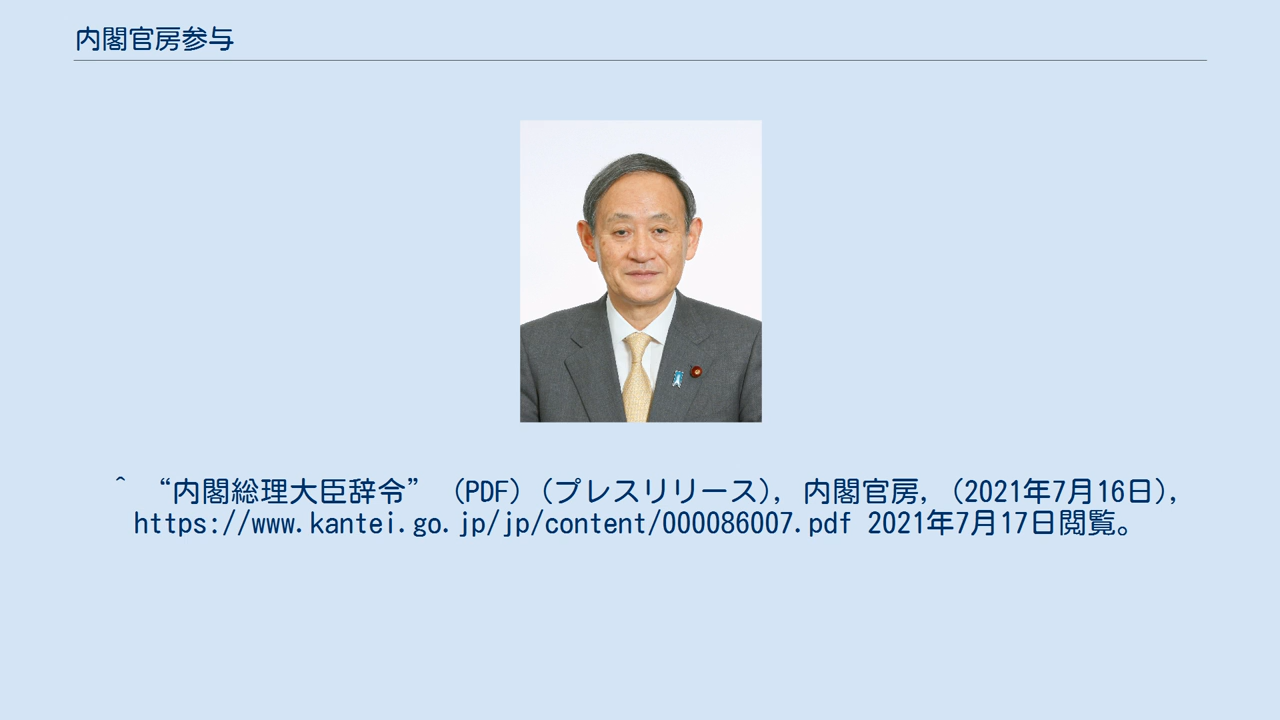 内閣官房参与
^ “内閣総理大臣辞令” (PDF) (プレスリリース), 内閣官房, (2021年7月16日),
https://www.kantei.go.jp/jp/content/000086007.pdf 2021年7月17日閲覧。